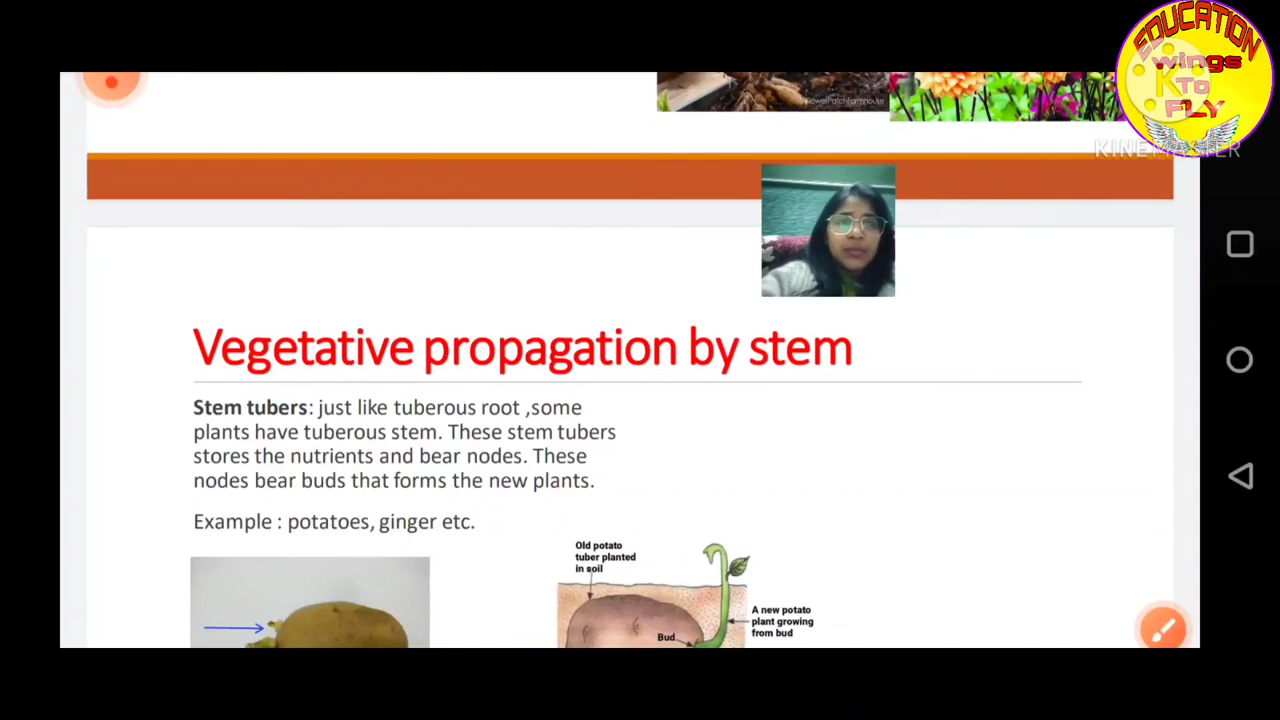 EDUCATION
wings
To
FLY
KINEMASTER
FlowerPatchFarmhouse
Vegetative propagation by stem
Stem tubers: just like tuberous root ,some
plants have tuberous stem. These stem tubers
stores the nutrients and bear nodes. These
nodes bear buds that forms the new plants.
Example : potatoes, ginger etc.
Old potato
tuber planted
in soil
A new potato
plant growing
from bud
Bud